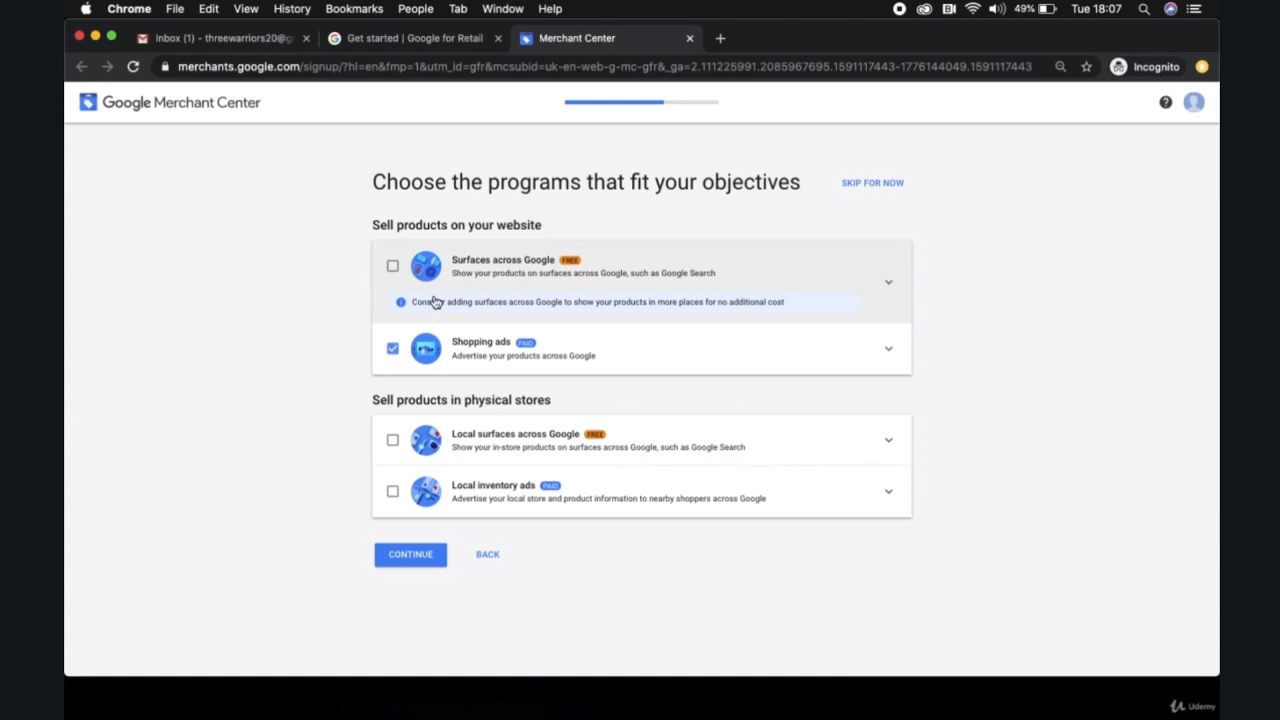 Chrome File Edit View History Bookmarks People Tab Window Help 49% Tue 18:07
Inbox (1) - threewarriors20@g
Get started | Google for Retail
Merchant Center
merchants.google.com/signup/?hl=en&fmp=1&utm_id=gfr&mcsubid=uk-en-web-g-mc-gfr&_ga=2.111225991.2085967695.1591117443-1776144049.1591117443
Incognito
Google Merchant Center
Choose the programs that fit your objectives
SKIP FOR NOW
Sell products on your website
Surfaces across Google FREE
Show your products on surfaces across Google, such as Google Search
adding surfaces across Google to show your products in more places for no additional cost
Shopping ads PAID
Advertise your products across Google
Sell products in physical stores
Local surfaces across Google FREE
Show your in-store products on surfaces across Google, such as Google Search
Local inventory ads PAID
Advertise your local store and product information to nearby shoppers across Google
CONTINUE
BACK
Udemy